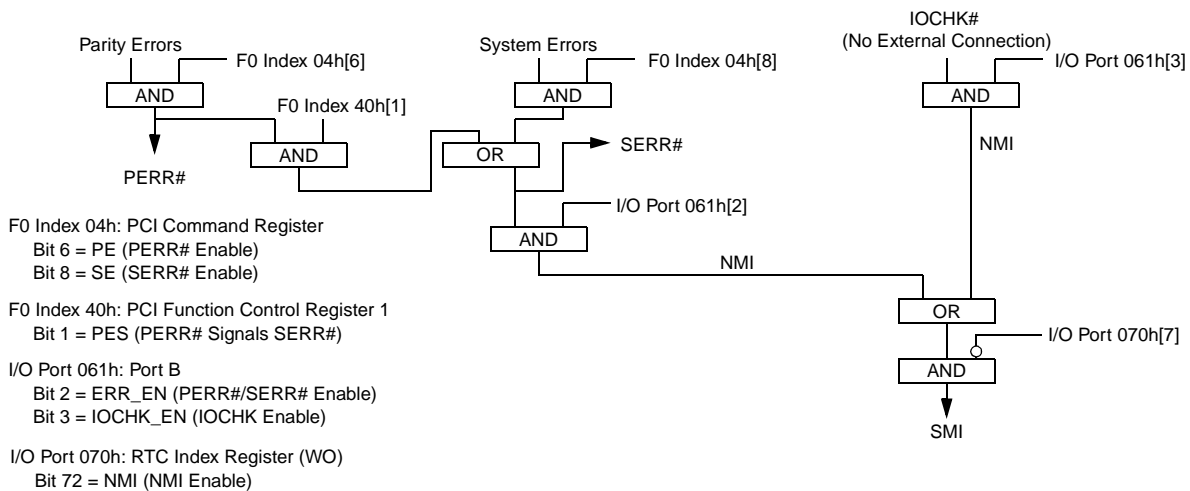 IOCHK#
(No External Connection)
Parity Errors
System Errors
F0 Index 04h[6]
F0 Index 04h[8]
I/O Port 061h[3]
AND
AND
AND
F0 Index 40h[1]
AND
OR
SERR#
NMI
PERR#
I/O Port 061h[2]
AND
NMI
F0 Index 04h: PCI Command Register
Bit 6 = PE (PERR# Enable)
Bit 8 = SE (SERR# Enable)
F0 Index 40h: PCI Function Control Register 1
Bit 1 = PES (PERR# Signals SERR#)
OR
I/O Port 070h[7]
AND
SMI
I/O Port 061h: Port B
Bit 2 = ERR_EN (PERR#/SERR# Enable)
Bit 3 = IOCHK_EN (IOCHK Enable)
I/O Port 070h: RTC Index Register (WO)
Bit 72 = NMI (NMI Enable)